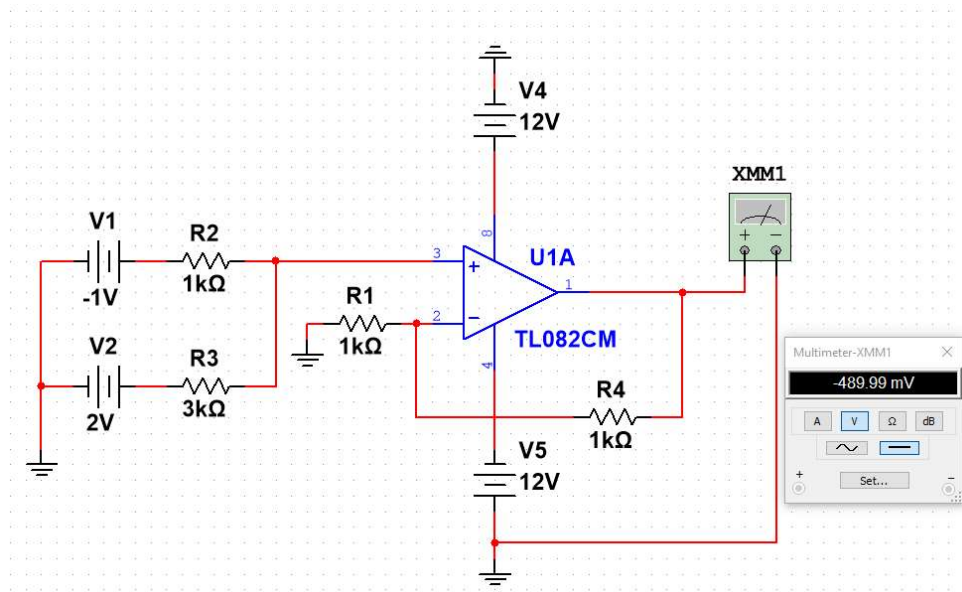 V4
12V
XMM1
+ −
V1
-1V
R2
1kΩ
3
8
+
U1A
1
R1
1kΩ
2
−
TL082CM
4
V2
2V
R3
3kΩ
R4
1kΩ
V5
12V
Multimeter-XMM1
-489.99 mV
A V Ω dB
Set...
+ −